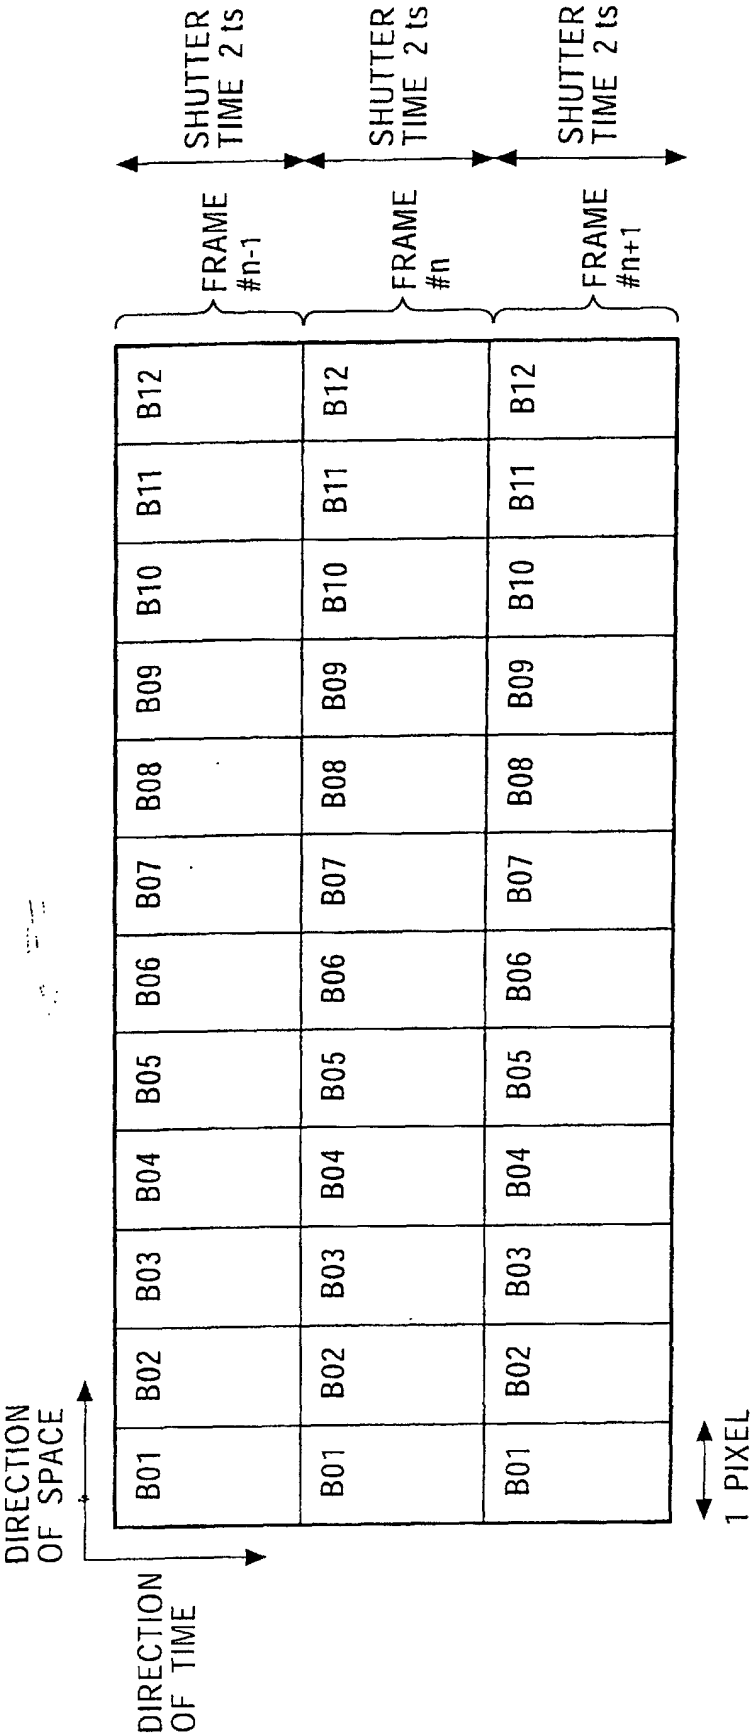 DIRECTION
OF SPACE
DIRECTION
OF TIME
B01 B02 B03 B04 B05 B06 B07 B08 B09 B10 B11 B12
FRAME
#n-1
SHUTTER
TIME 2 ts
B01 B02 B03 B04 B05 B06 B07 B08 B09 B10 B11 B12
FRAME
#n
SHUTTER
TIME 2 ts
B01 B02 B03 B04 B05 B06 B07 B08 B09 B10 B11 B12
FRAME
#n+1
SHUTTER
TIME 2 ts
1 PIXEL